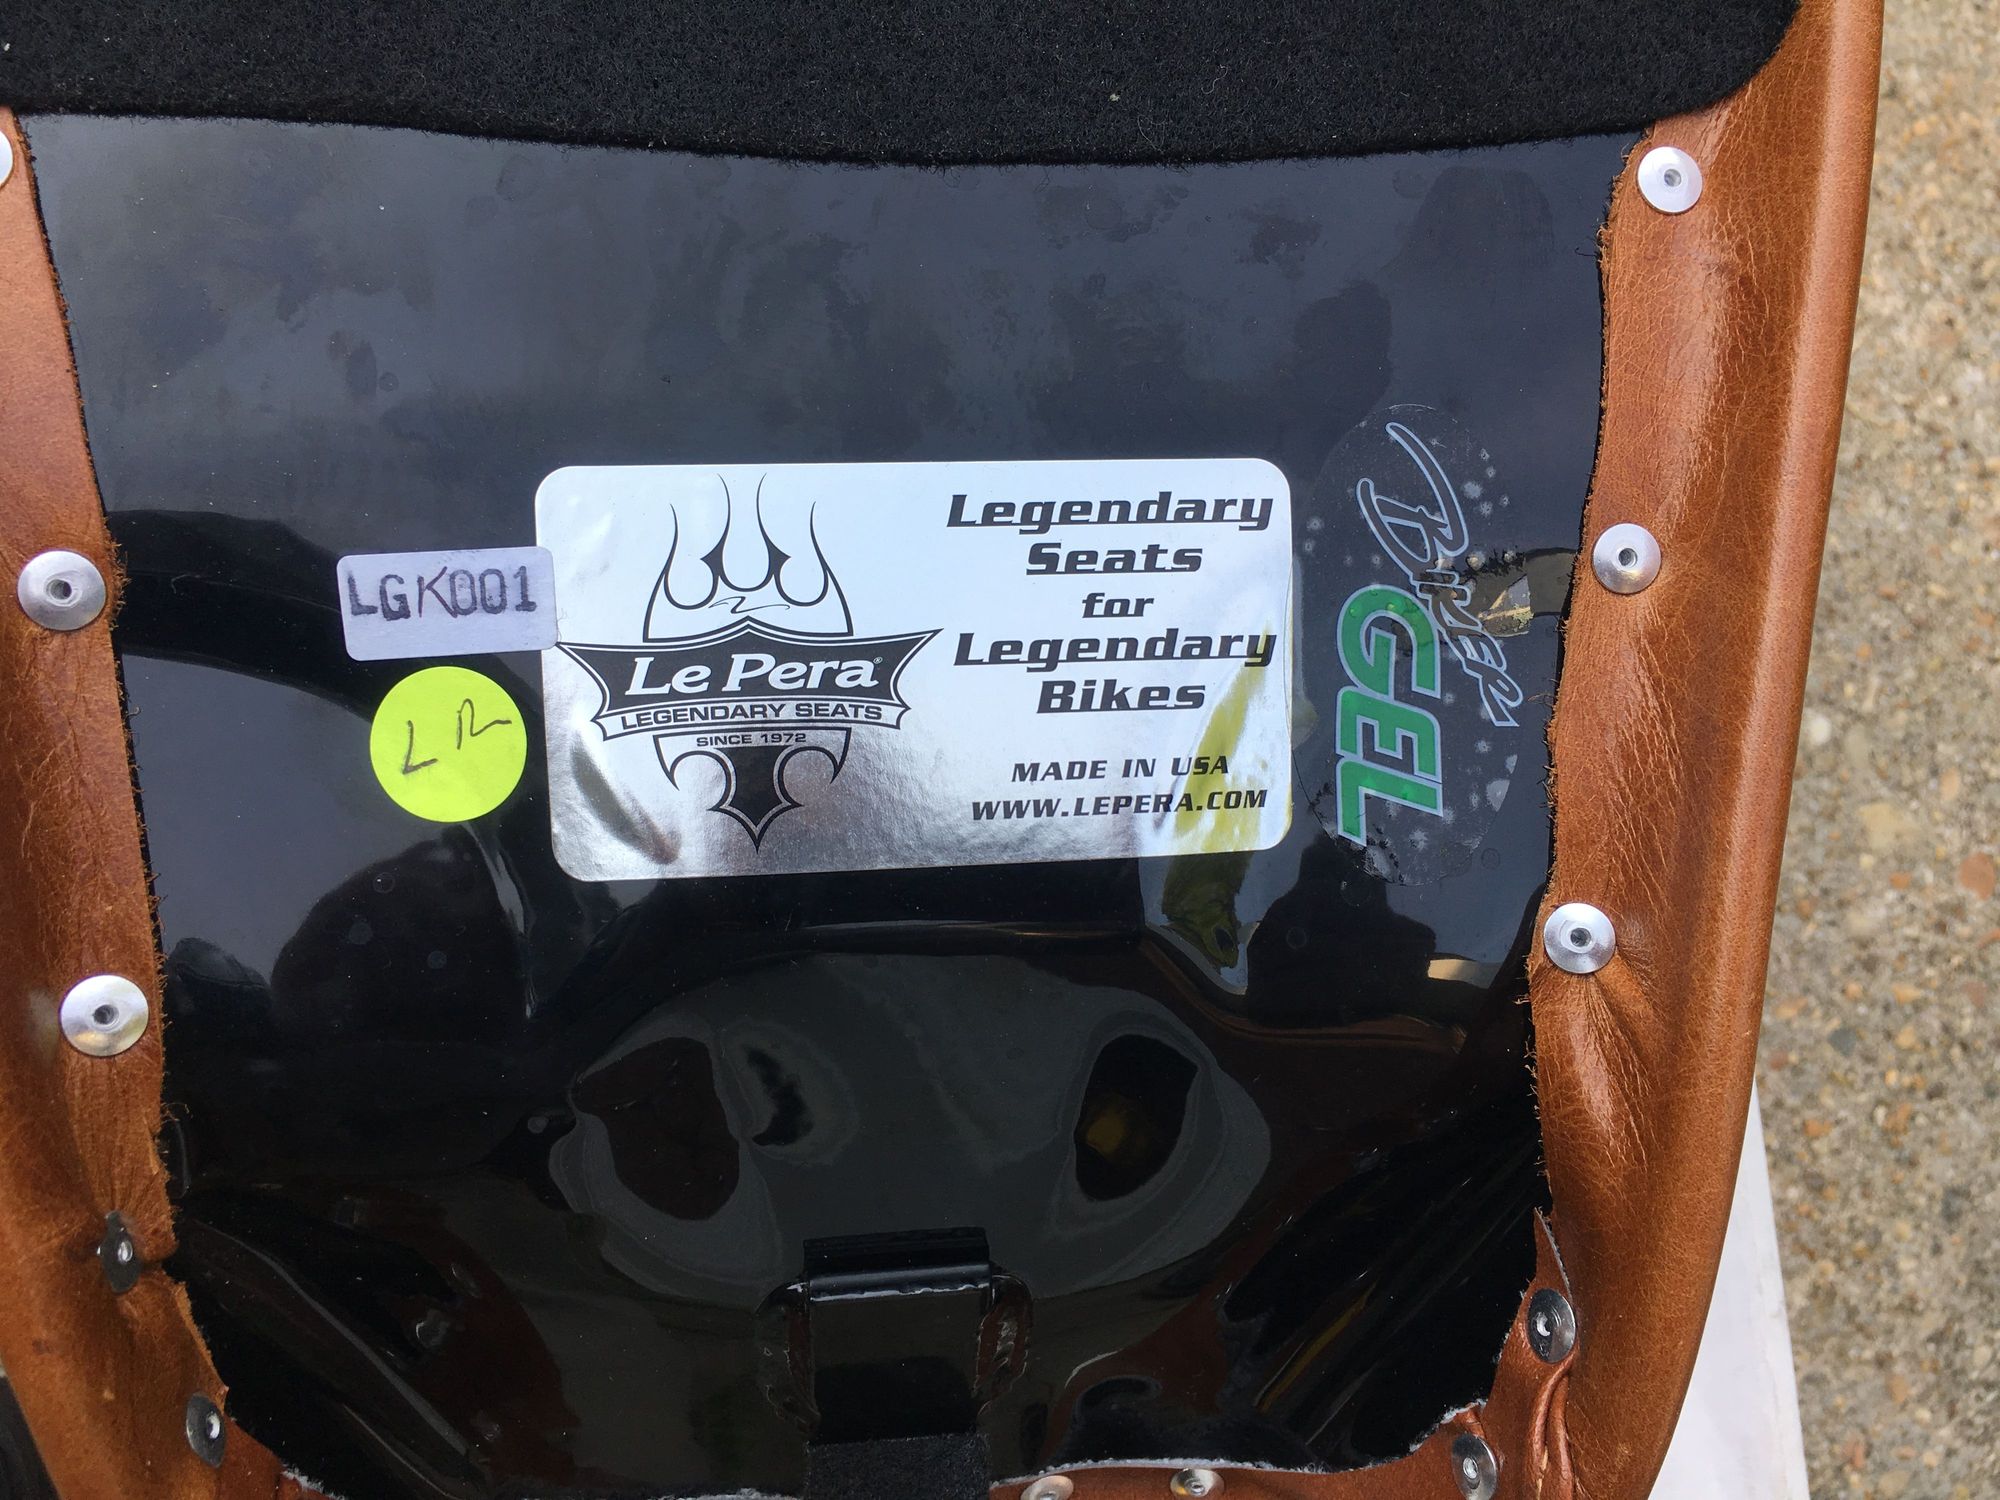 LGK001
LR
Le Pera®
LEGENDARY SEATS
SINCE 1972
Legendary
Seats
for
Legendary
Bikes
MADE IN USA
WWW.LEPERA.COM
BIKER
GEL